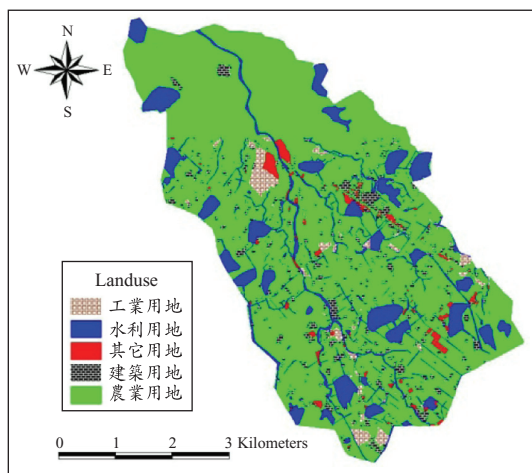 N
W E
S
Landuse
工業用地
水利用地
其它用地
建築用地
農業用地
0 1 2 3 Kilometers